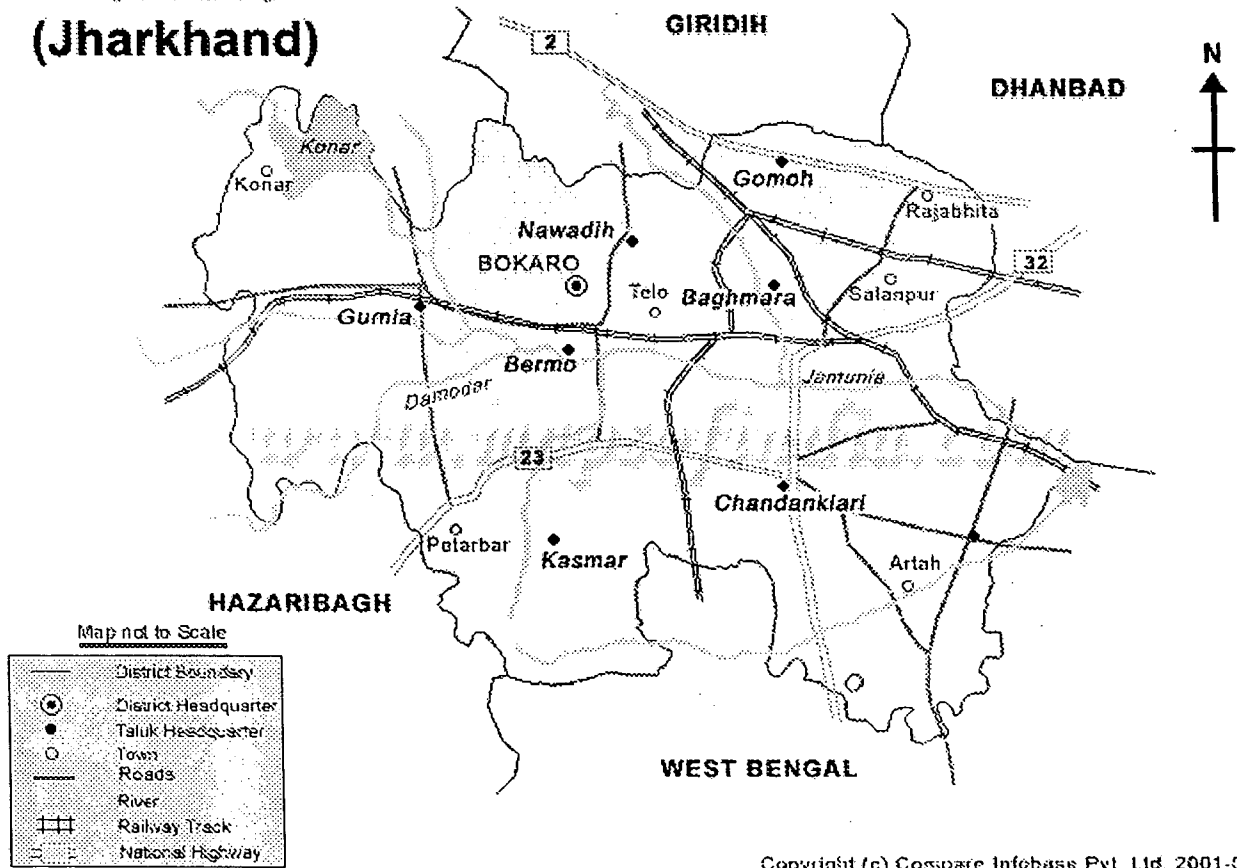 (Jharkhand)
GIRIDIH
2
DHANBAD
N
Konar
Konar
Gomoh
Rajabhita
Nawadih
BOKARO
32
Telo
Baghmara
Salanpur
Gumia
Bermo
Damodar
Jamunia
23
Chandankiari
Petarbar
Kasmar
Artah
HAZARIBAGH
Map not to Scale
District Boundary
District Headquarter
Taluk Headquarter
Town
Roads
River
Railway Track
National Highway
WEST BENGAL
Copyright (c) Compare Infobase Pvt. Ltd. 2001-0